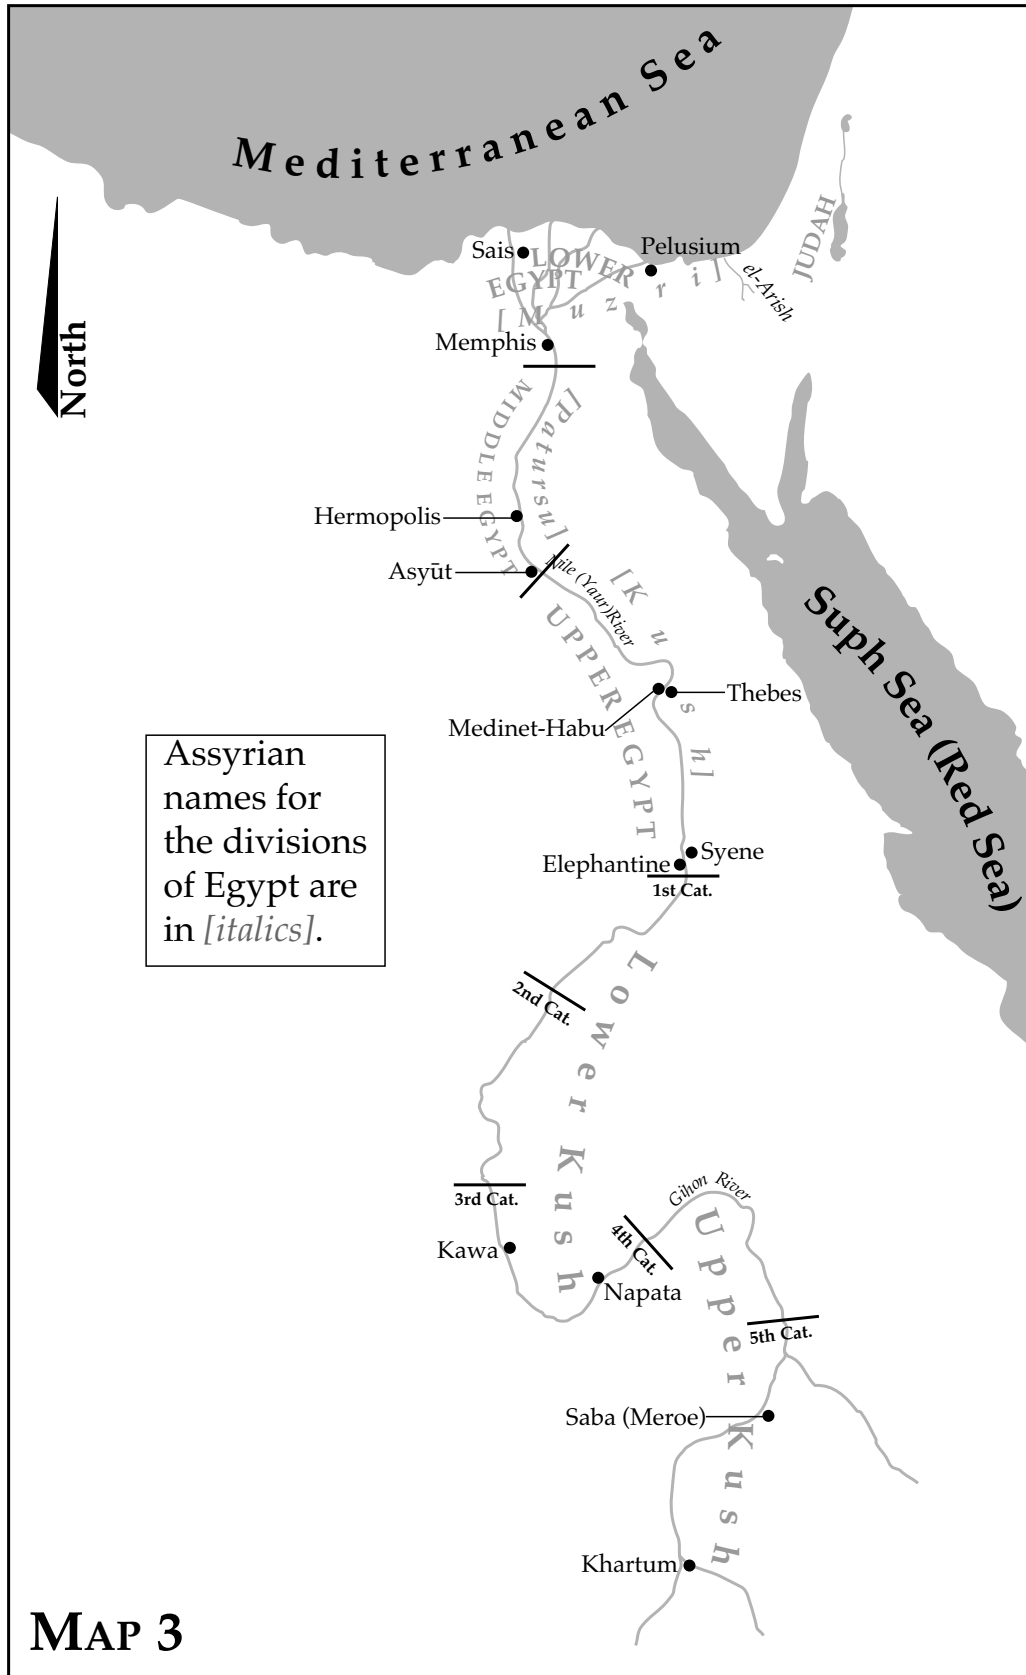 Mediterranean Sea
JUDAH
Sais
LOWER
EGYPT
Pelusium
[Muzri]
el-Arish
Memphis
North
MIDDLE EGYPT
[Patursu]
Hermopolis
Asyūt
Nile (Yaur)River
[Kush]
UPPER EGYPT
Suph Sea (Red Sea)
Thebes
Medinet-Habu
Assyrian
names for
the divisions
of Egypt are
in [italics].
Syene
Elephantine
1st Cat.
Lower Kush
2nd Cat.
3rd Cat.
Gihon River
Upper Kush
4th Cat.
Kawa
Napata
5th Cat.
Saba (Meroe)
Khartum
MAP 3